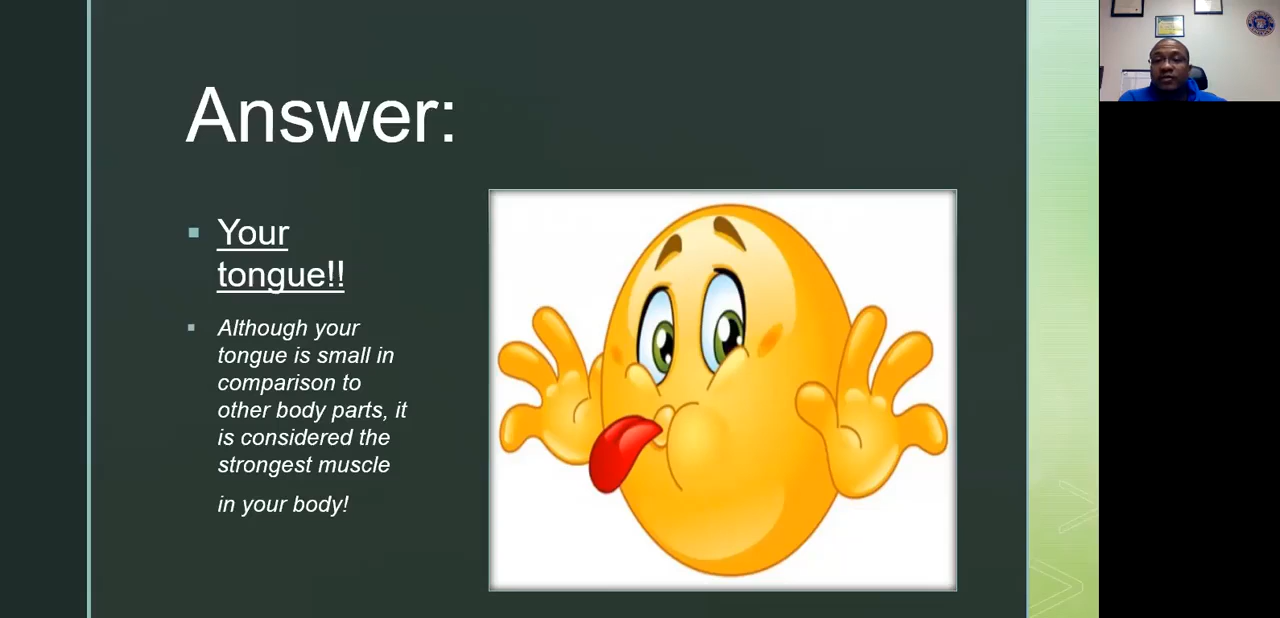 Answer:
Your
tongue!!
Although your
tongue is small in
comparison to
other body parts, it
is considered the
strongest muscle
in your body!